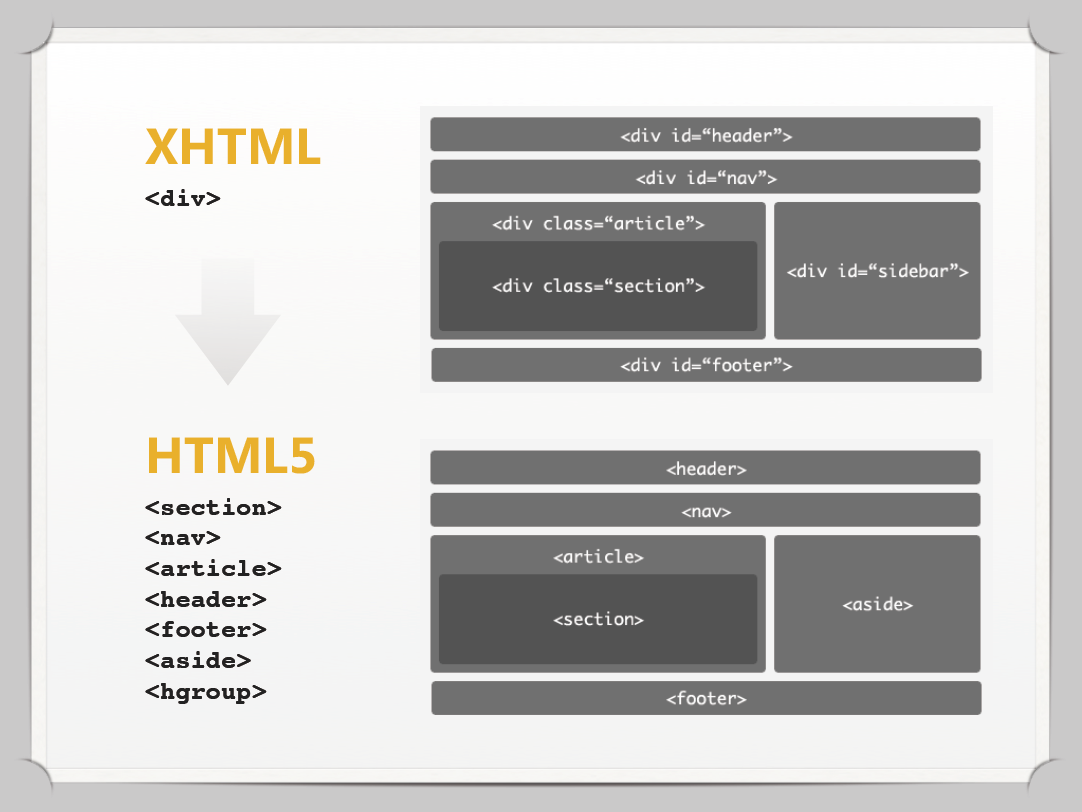 XHTML
<div>
<div id=“header”>
<div id=“nav”>
<div class=“article”>
<div class=“section”>
<div id=“sidebar”>
<div id=“footer”>
HTML5
<section>
<nav>
<article>
<header>
<footer>
<aside>
<hgroup>
<header>
<nav>
<article>
<section>
<aside>
<footer>